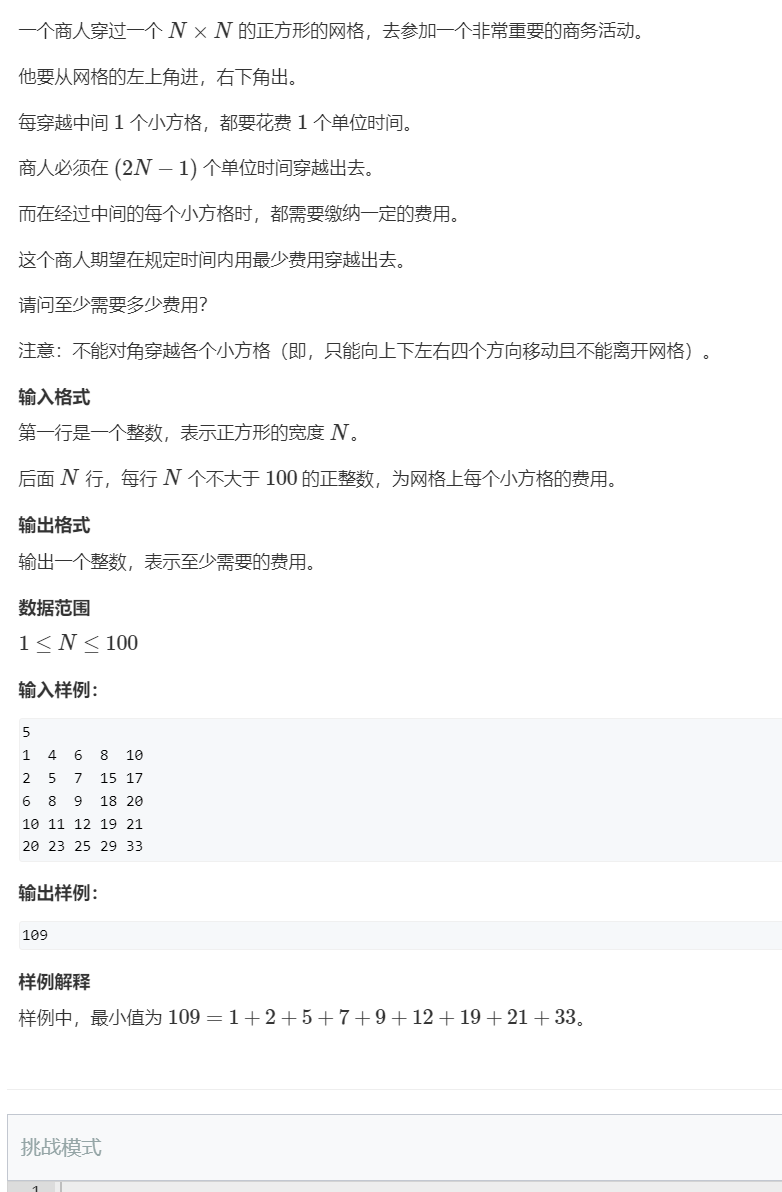 一个商人穿过一个 N × N 的正方形的网格，去参加一个非常重要的商务活动。
他要从网格的左上角进，右下角出。
每穿越中间 1 个小方格，都要花费 1 个单位时间。
商人必须在 (2N − 1) 个单位时间穿越出去。
而在经过中间的每个小方格时，都需要缴纳一定的费用。
这个商人期望在规定时间内用最少费用穿越出去。
请问至少需要多少费用？
注意：不能对角穿越各个小方格（即，只能向上下左右四个方向移动且不能离开网格）。
输入格式
第一行是一个整数，表示正方形的宽度 N。
后面 N 行，每行 N 个不大于 100 的正整数，为网格上每个小方格的费用。
输出格式
输出一个整数，表示至少需要的费用。
数据范围
1 ≤ N ≤ 100
输入样例：
5
1 4 6 8 10
2 5 7 15 17
6 8 9 18 20
10 11 12 19 21
20 23 25 29 33
输出样例：
109
样例解释
样例中，最小值为 109 = 1 + 2 + 5 + 7 + 9 + 12 + 19 + 21 + 33。
挑战模式
1